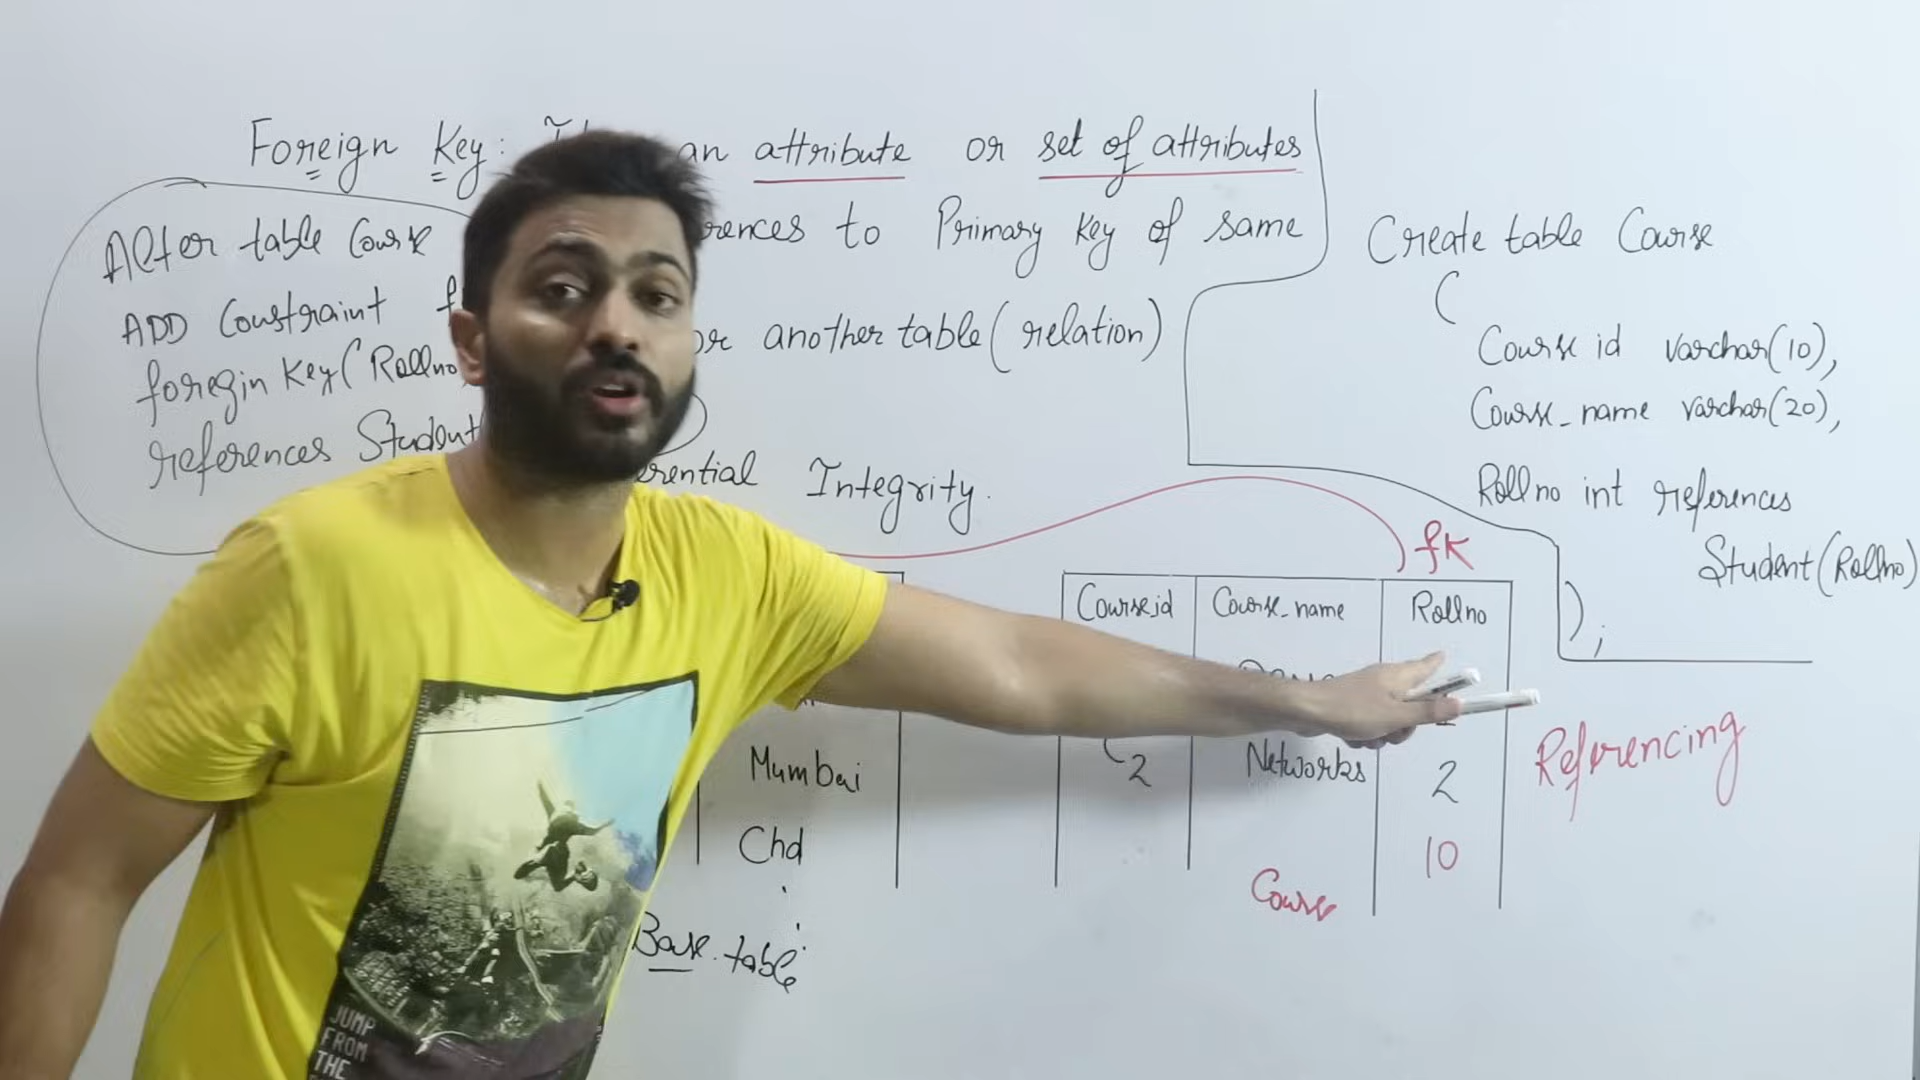 Foreign Key: an attribute or set of attributes
rences to Primary Key of same
or another table (relation)
erential Integrity.
Alter table Course
ADD Constraint
foregin Key (Rollno
references Student
Create table Course
(
Course id varchar(10),
Course_name varchar(20),
Rollno int references
Student (Rollno)
);
fk
Course id Course_name Rollno
2 Networks 2
10
Course
Referencing
Mumbai
Chd
Base table
JUMP
FROM
THE